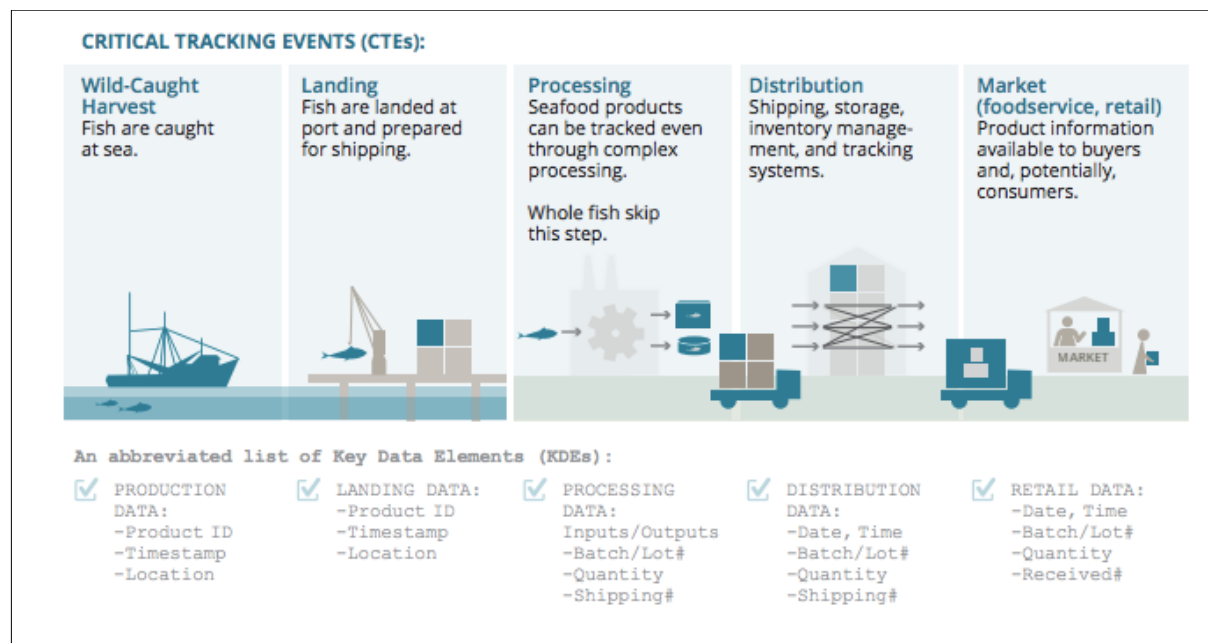 CRITICAL TRACKING EVENTS (CTEs):
Wild-Caught
Harvest
Fish are caught
at sea.
Landing
Fish are landed at
port and prepared
for shipping.
Processing
Seafood products
can be tracked even
through complex
processing.
Whole fish skip
this step.
Distribution
Shipping, storage,
inventory manage-
ment, and tracking
systems.
Market
(foodservice, retail)
Product information
available to buyers
and, potentially,
consumers.
MARKET
An abbreviated list of Key Data Elements (KDEs):
PRODUCTION
DATA:
-Product ID
-Timestamp
-Location
LANDING DATA:
-Product ID
-Timestamp
-Location
PROCESSING
DATA:
Inputs/Outputs
-Batch/Lot#
-Quantity
-Shipping#
DISTRIBUTION
DATA:
-Date, Time
-Batch/Lot#
-Quantity
-Shipping#
RETAIL DATA:
-Date, Time
-Batch/Lot#
-Quantity
-Received#